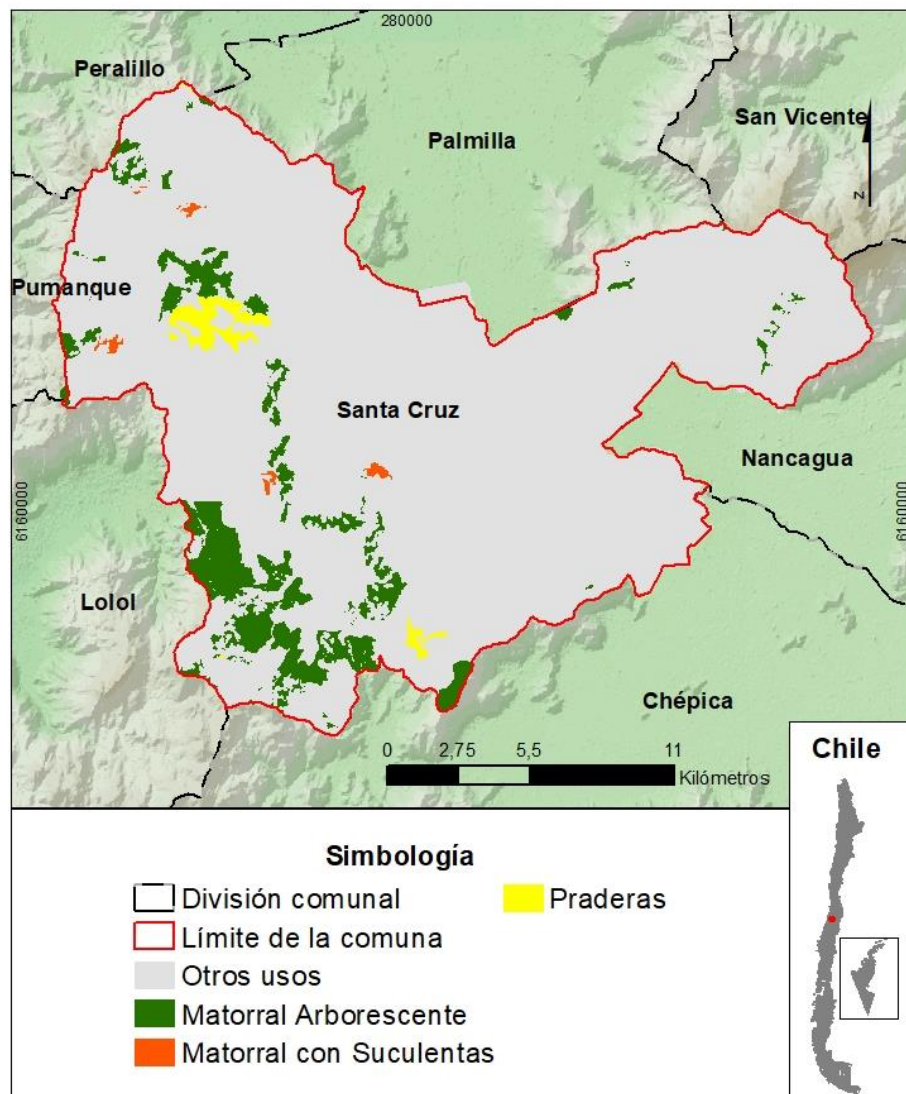 280000
Peralillo
San Vicente
Palmilla
z
Pumanque
Santa Cruz
Nancagua
6160000
6160000
Lolol
Chépica
0 2,75 5,5 11
Kilómetros
Chile
Simbología
División comunal
Praderas
Límite de la comuna
Otros usos
Matorral Arborescente
Matorral con Suculentas